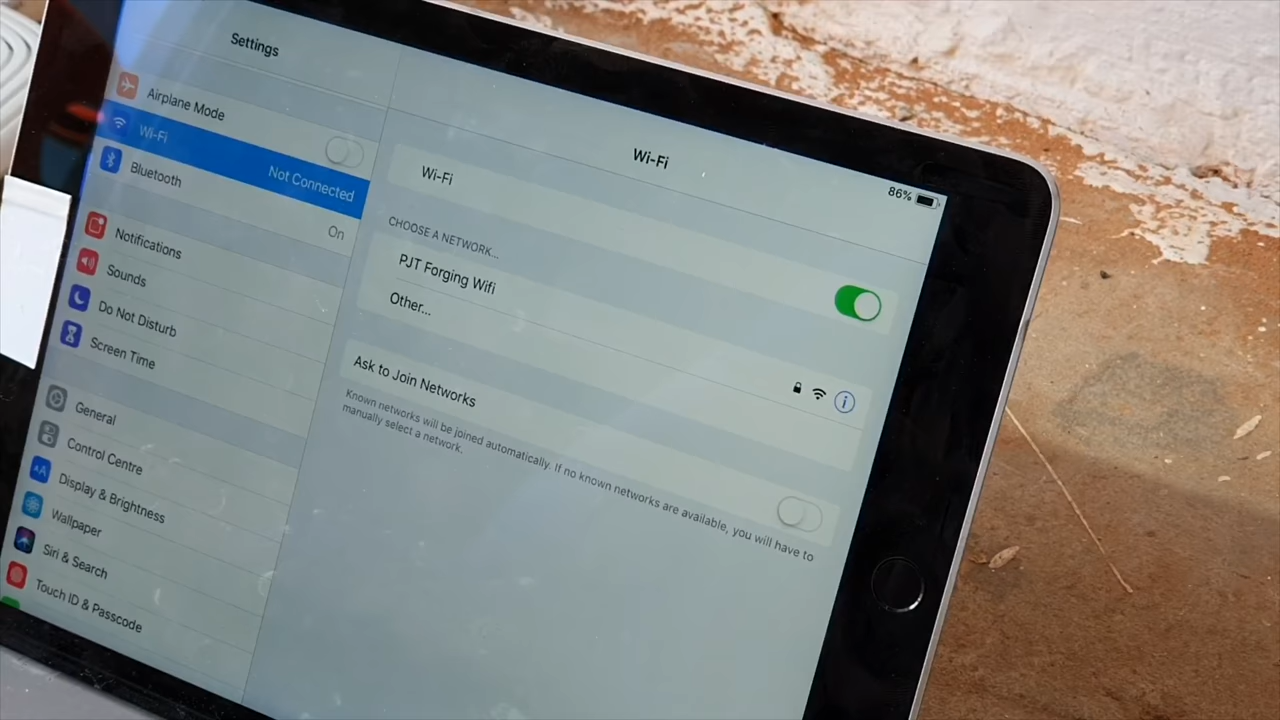 Settings
Airplane Mode
Wi-Fi
Not Connected
Bluetooth
On
Notifications
Sounds
Do Not Disturb
Screen Time
General
Control Centre
Display & Brightness
AA
Wallpaper
Siri & Search
Touch ID & Passcode
86%
Wi-Fi
Wi-Fi
CHOOSE A NETWORK...
PJT Forging Wifi
Other...
Ask to Join Networks
Known networks will be joined automatically. If no known networks are available, you will have to
manually select a network.